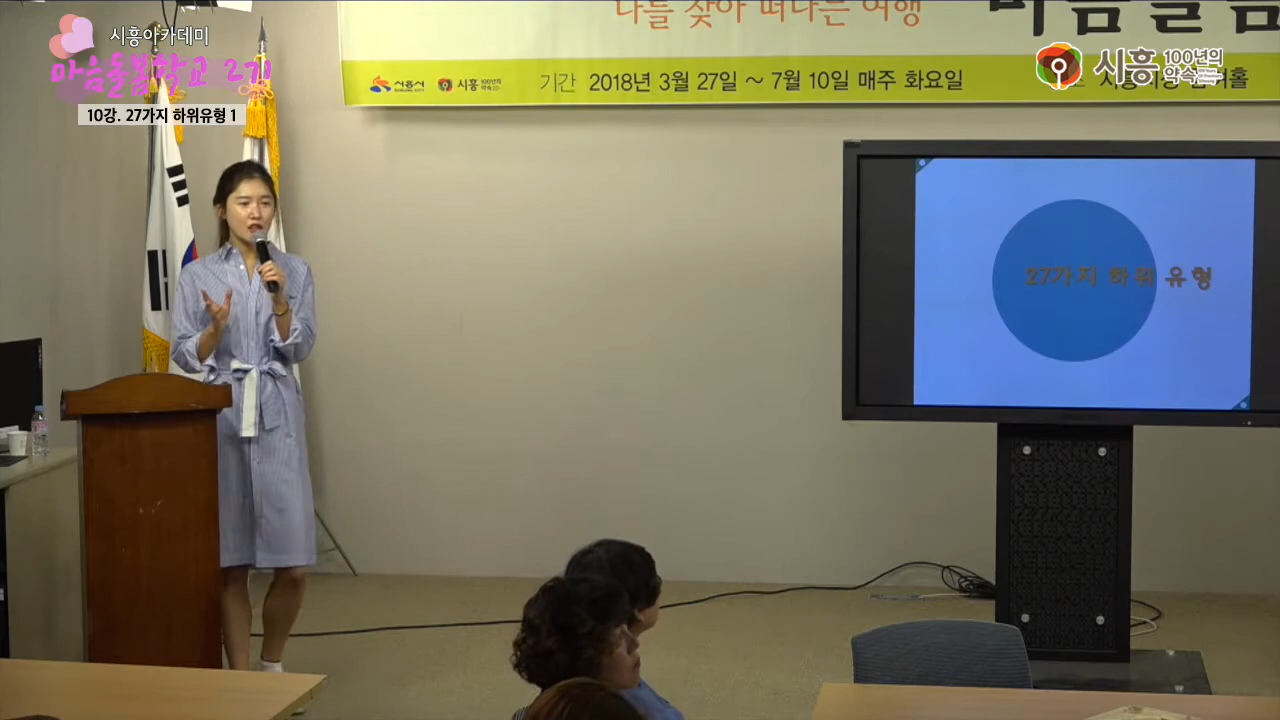 시흥아카데미
마음돌봄학교 2기
10강. 27가지 하위유형 1
나를 찾아 떠나는 여행
시흥시
시흥 100년의 약속
기간 2018년 3월 27일 ~ 7월 10일 매주 화요일
시흥 100년의 약속
27가지 하위 유형